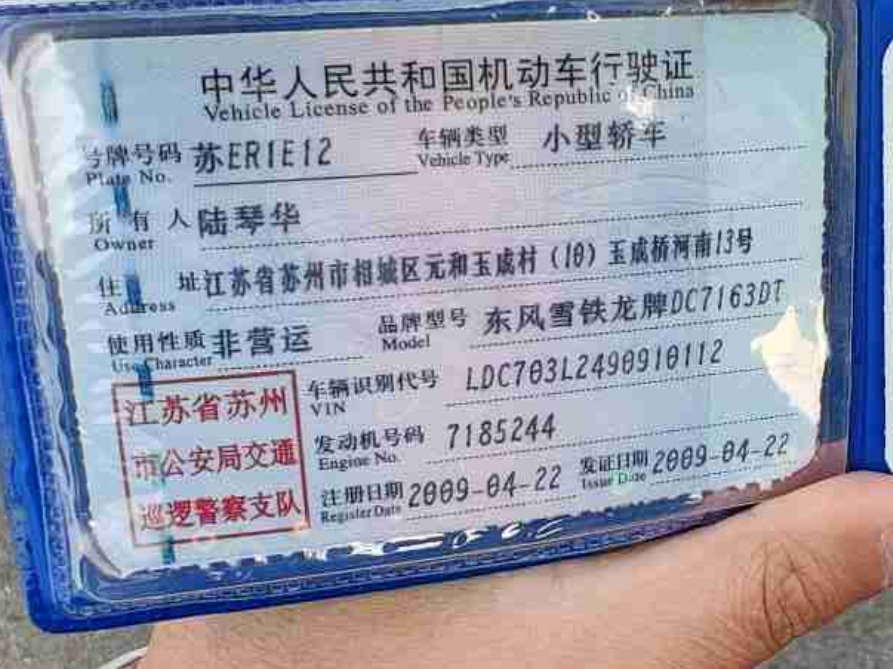 中华人民共和国机动车行驶证
Vehicle License of the People's Republic of China
号牌号码 苏ER1E12 车辆类型 小型轿车
Plate No. Vehicle Type
所有人 陆琴华
Owner
住址 江苏省苏州市相城区元和玉成村（10）玉成桥河南13号
Address
使用性质 非营运 品牌型号 东风雪铁龙牌DC7163DT
Use Character Model
车辆识别代号 LDC703L2490910112
VIN
发动机号码 7185244
Engine No.
注册日期 2009-04-22 发证日期 2009-04-22
Register Date Issue Date
江苏省苏州
市公安局交通
巡逻警察支队